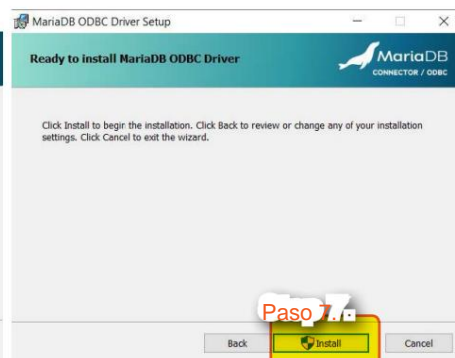 MariaDB ODBC Driver Setup
Ready to install MariaDB ODBC Driver
MariaDB
CONNECTOR / ODBC
Click Install to begir the installation. Click Back to review or change any of your installation
settings. Click Cancel to exit the wizard.
Paso 7.
Back
Install
Cancel